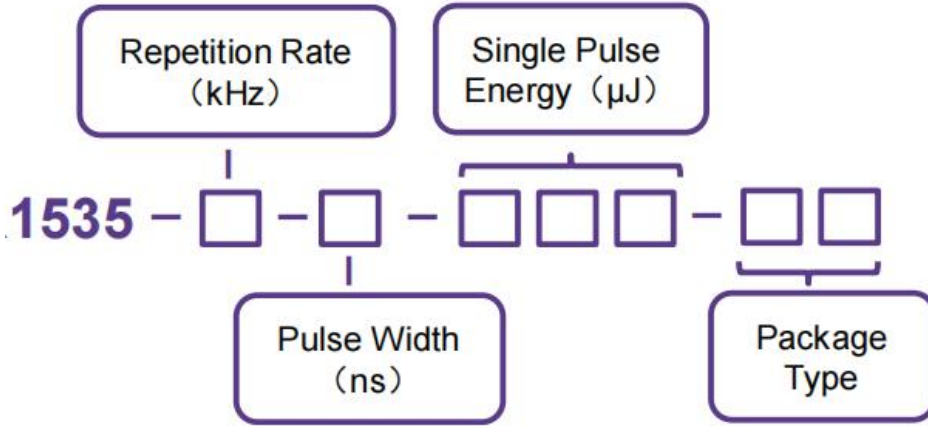 Repetition Rate
（kHz）
Single Pulse
Energy（μJ）
1535 – □ – □ – □□□ – □□
Pulse Width
（ns）
Package
Type